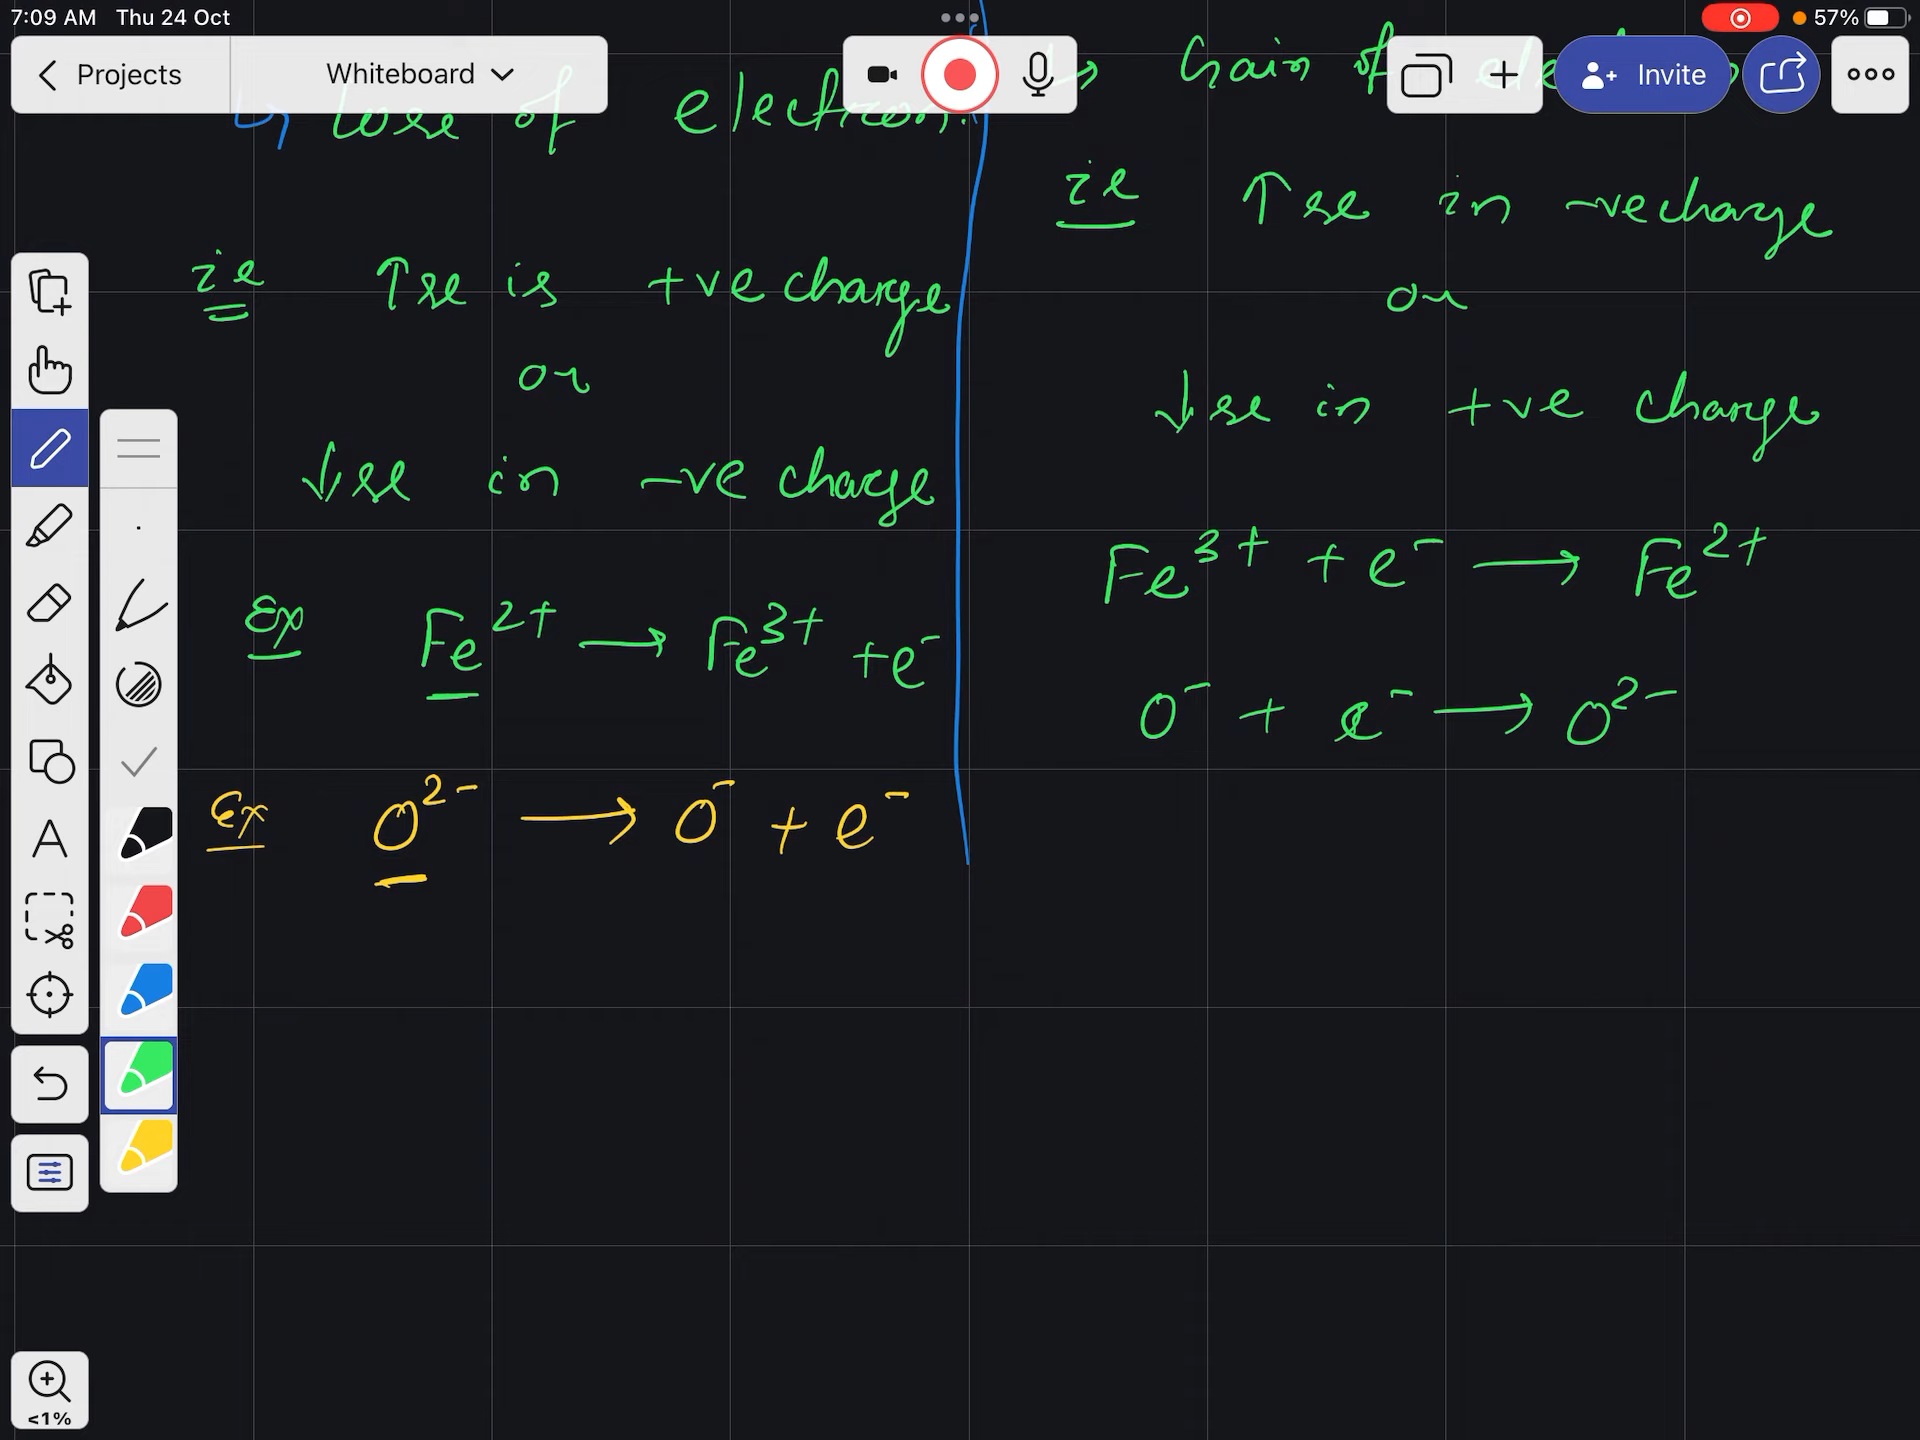 7:09 AM Thu 24 Oct
57%
Projects
Whiteboard
Invite
↳ Lose of electron.
ie ↑se is +ve charge
or
↓se in -ve charge
Ex Fe²⁺ → Fe³⁺ + e⁻
Ex O²⁻ → O⁻ + e⁻
↳ Gain of
ie ↑se in -ve charge
or
↓se in +ve charge
Fe³⁺ + e⁻ → Fe²⁺
O⁻ + e⁻ → O²⁻
A
<1%